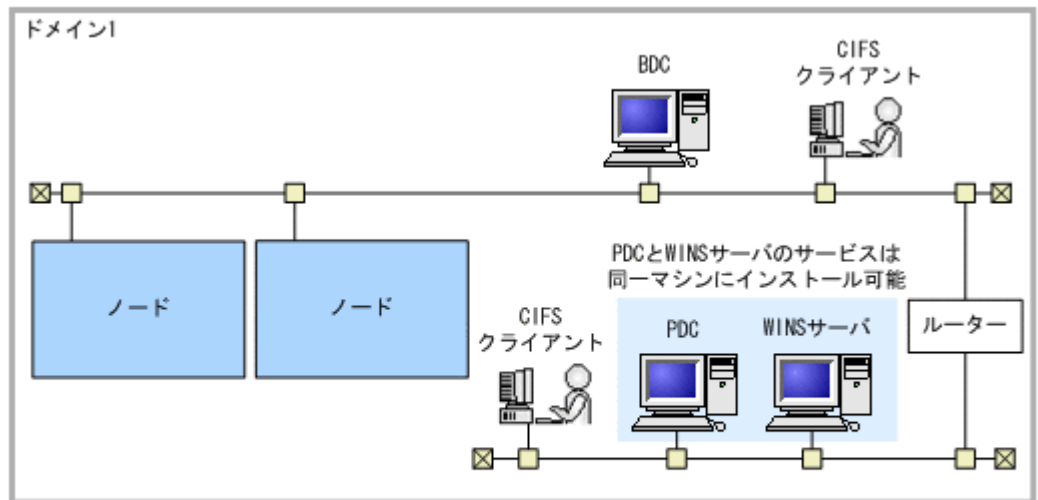 ドメイン1
BDC
CIFS
クライアント
ノード
ノード
PDCとWINSサーバのサービスは
同一マシンにインストール可能
CIFS
クライアント
PDC
WINSサーバ
ルーター